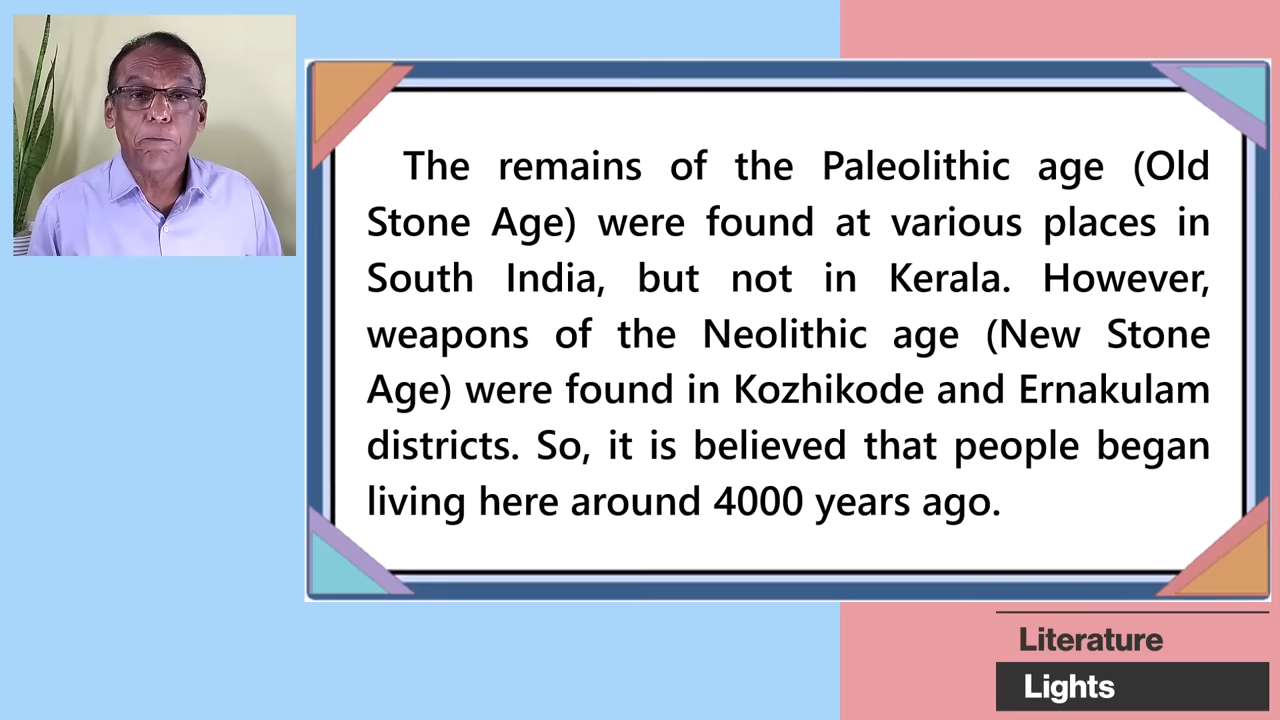 The remains of the Paleolithic age (Old
Stone Age) were found at various places in
South India, but not in Kerala. However,
weapons of the Neolithic age (New Stone
Age) were found in Kozhikode and Ernakulam
districts. So, it is believed that people began
living here around 4000 years ago.
Literature
Lights